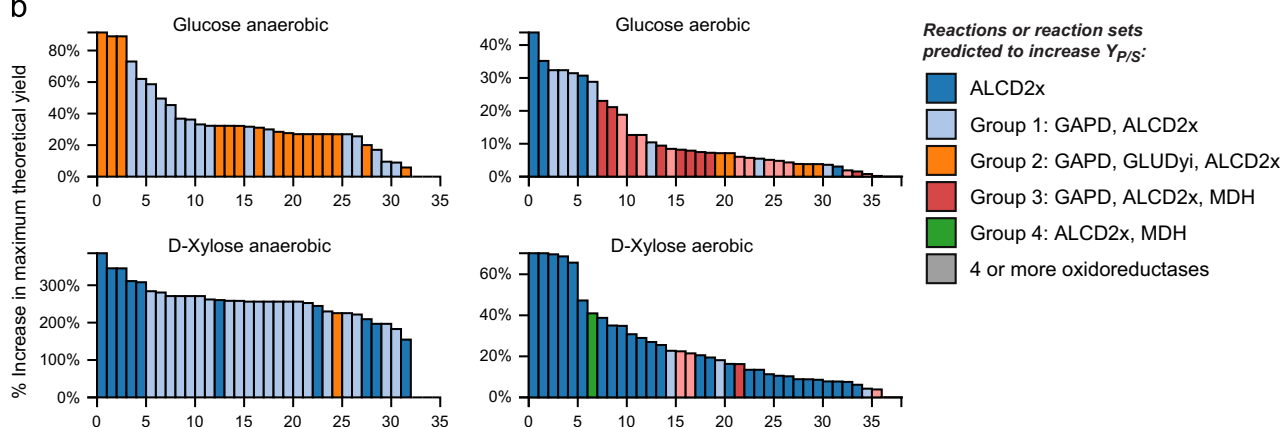 b
Glucose anaerobic
Glucose aerobic
Reactions or reaction sets
predicted to increase Y_P/S:
ALCD2x
Group 1: GAPD, ALCD2x
Group 2: GAPD, GLUDyi, ALCD2x
Group 3: GAPD, ALCD2x, MDH
Group 4: ALCD2x, MDH
4 or more oxidoreductases
% Increase in maximum theoretical yield
80%
60%
40%
20%
0%
0 5 10 15 20 25 30 35
40%
30%
20%
10%
0%
0 5 10 15 20 25 30 35
D-Xylose anaerobic
300%
200%
100%
0%
0 5 10 15 20 25 30 35
D-Xylose aerobic
60%
40%
20%
0%
0 5 10 15 20 25 30 35